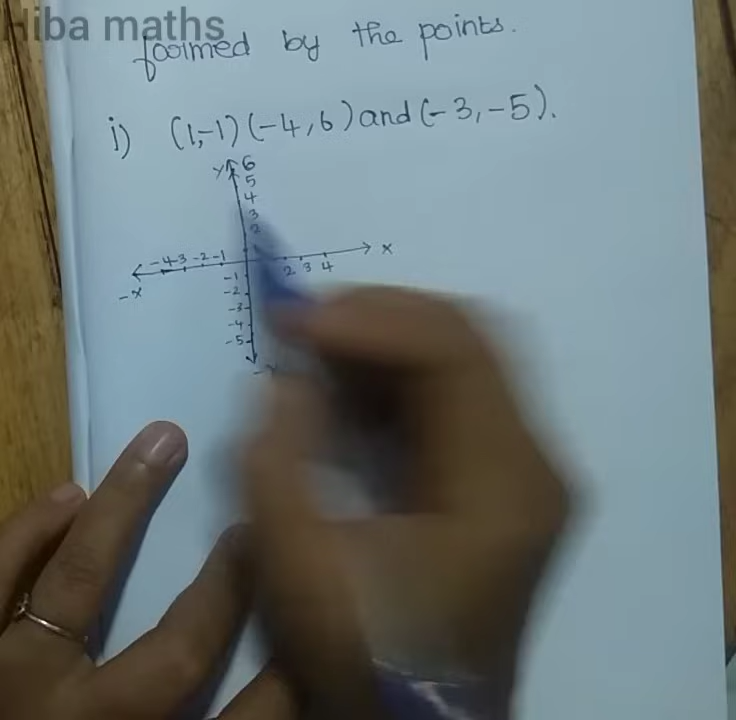 Hiba maths
formed by the points.
i) (1,-1) (-4, 6) and (-3, -5).
y 6
5
4
3
2
1
-4 -3 -2 -1 2 3 4 x
-x
-1
-2
-3
-4
-5